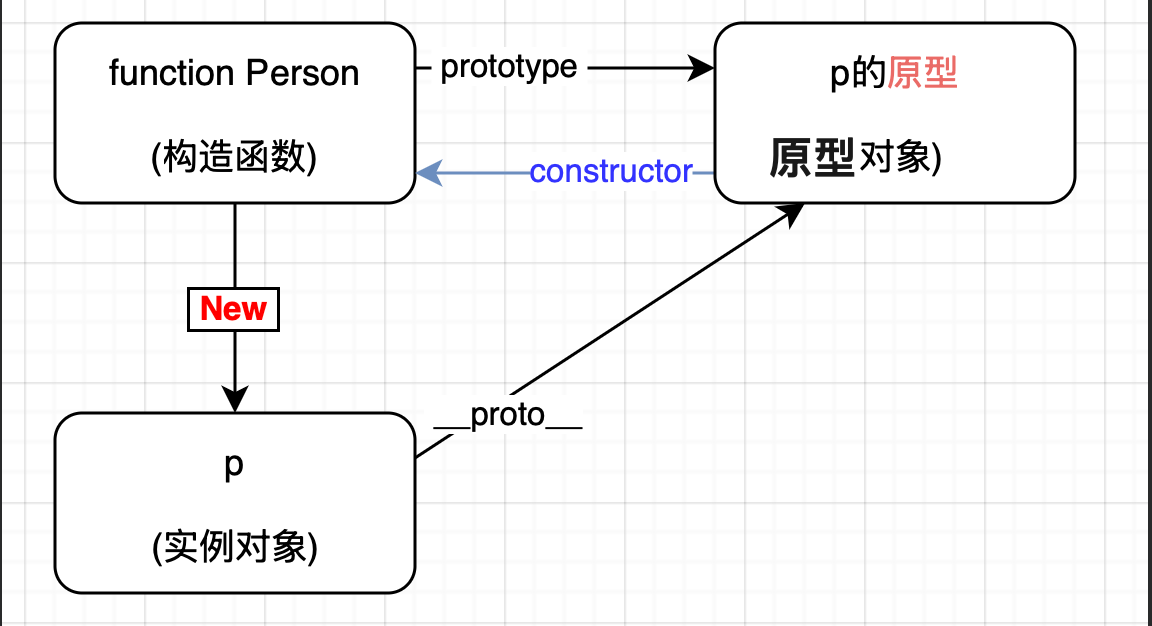 function Person
(构造函数)
prototype
p的原型
原型对象)
constructor
New
__proto__
p
(实例对象)